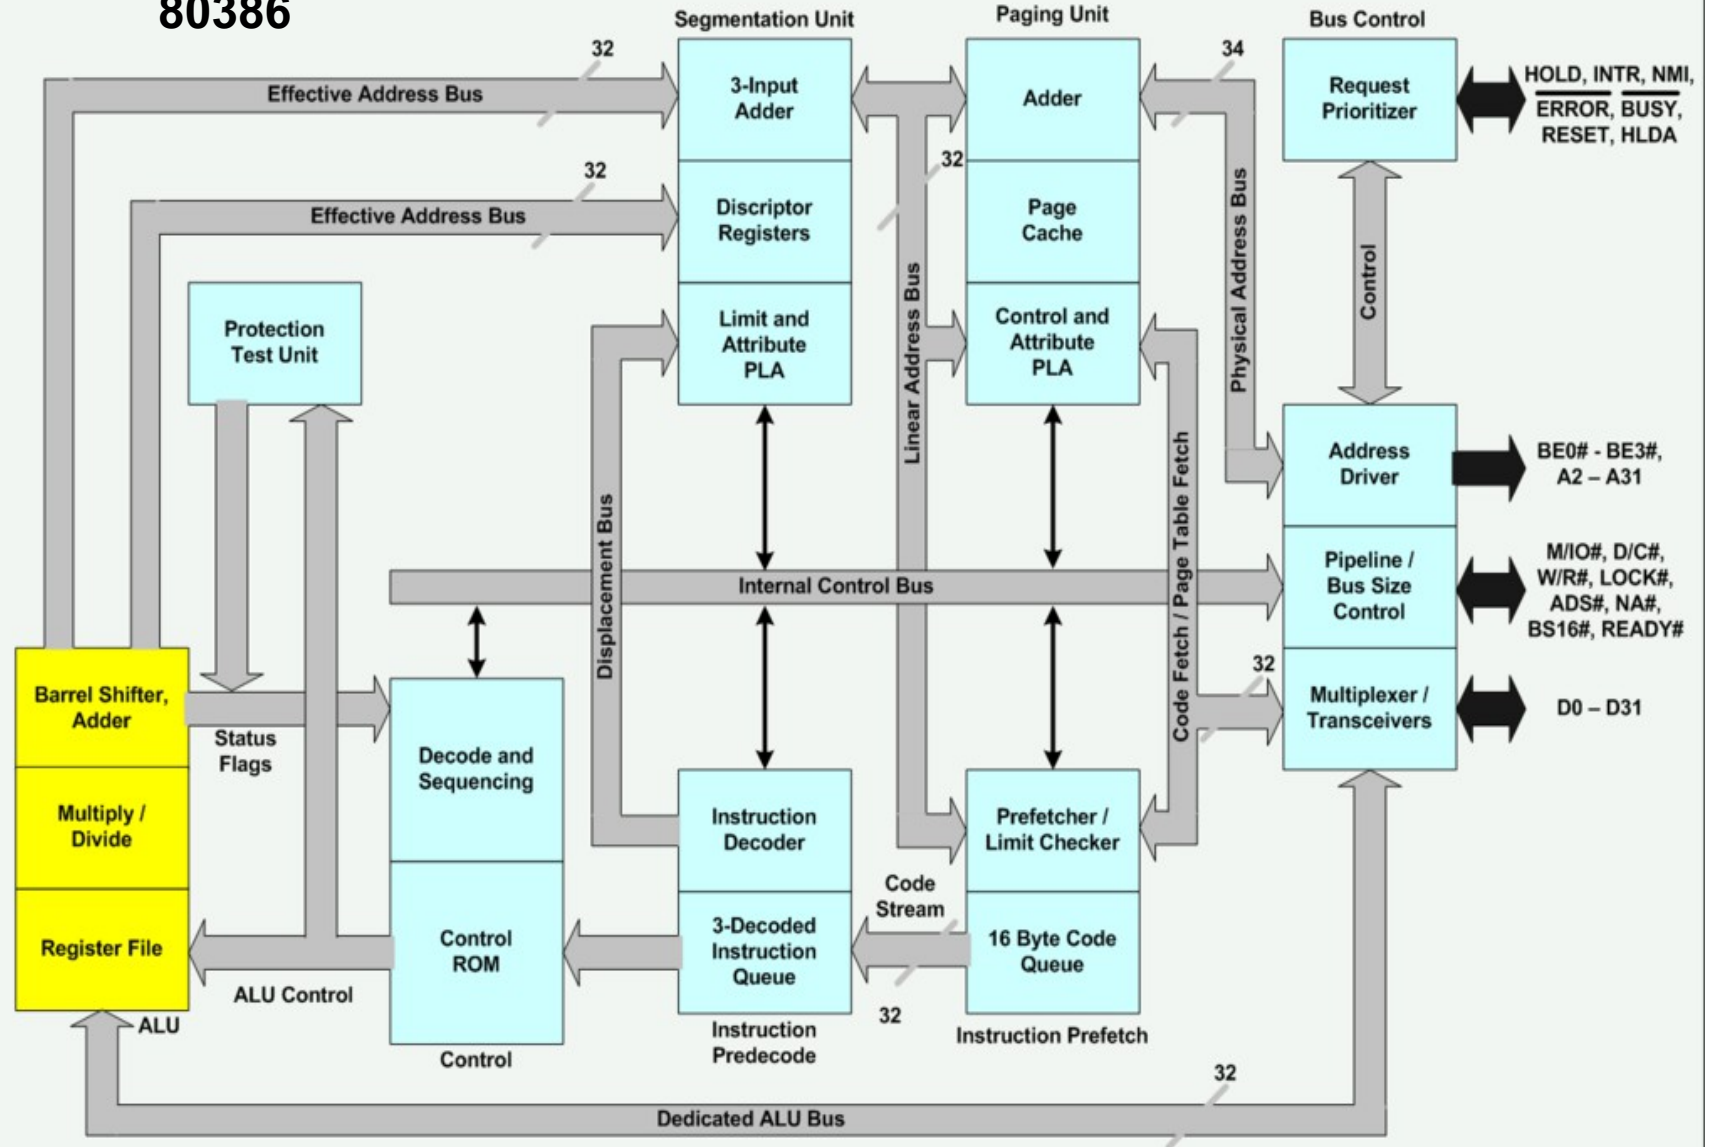 80386
Segmentation Unit
Paging Unit
Bus Control
32
34
Effective Address Bus
3-Input
Adder
Adder
Request
Prioritizer
HOLD, INTR, NMI,
ERROR, BUSY,
RESET, HLDA
32
32
Effective Address Bus
Discriptor
Registers
Page
Cache
Physical Address Bus
Control
Protection
Test Unit
Limit and
Attribute
PLA
Linear Address Bus
Control and
Attribute
PLA
Address
Driver
BE0# - BE3#,
A2 – A31
Displacement Bus
Code Fetch / Page Table Fetch
Internal Control Bus
Pipeline /
Bus Size
Control
M/IO#, D/C#,
W/R#, LOCK#,
ADS#, NA#,
BS16#, READY#
32
Barrel Shifter,
Adder
Status
Flags
Decode and
Sequencing
Multiplexer /
Transceivers
D0 – D31
Multiply /
Divide
Instruction
Decoder
Prefetcher /
Limit Checker
Code
Stream
Register File
Control
ROM
3-Decoded
Instruction
Queue
16 Byte Code
Queue
ALU Control
32
ALU
Control
Instruction
Predecode
Instruction Prefetch
32
Dedicated ALU Bus